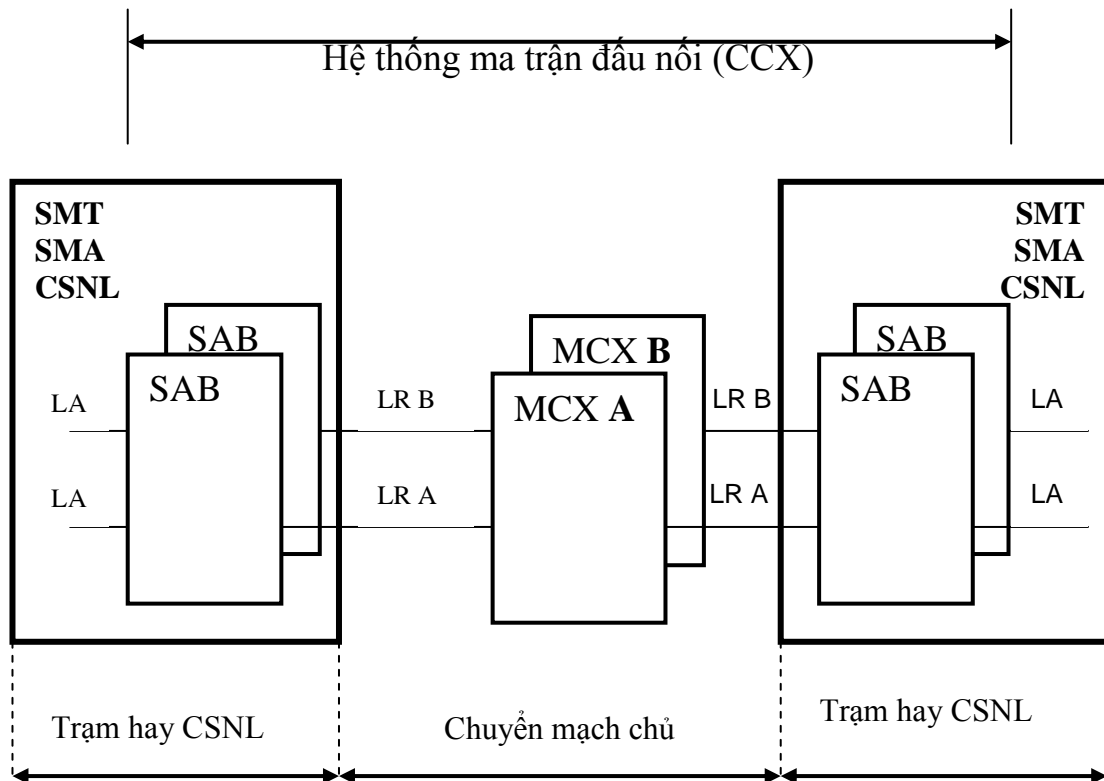 Hệ thống ma trận đấu nối (CCX)
SMT
SMA
CSNL
SMT
SMA
CSNL
SAB
SAB
MCX B
MCX A
SAB
SAB
LA
LR B
LR B
LA
LA
LR A
LR A
LA
Trạm hay CSNL
Chuyển mạch chủ
Trạm hay CSNL